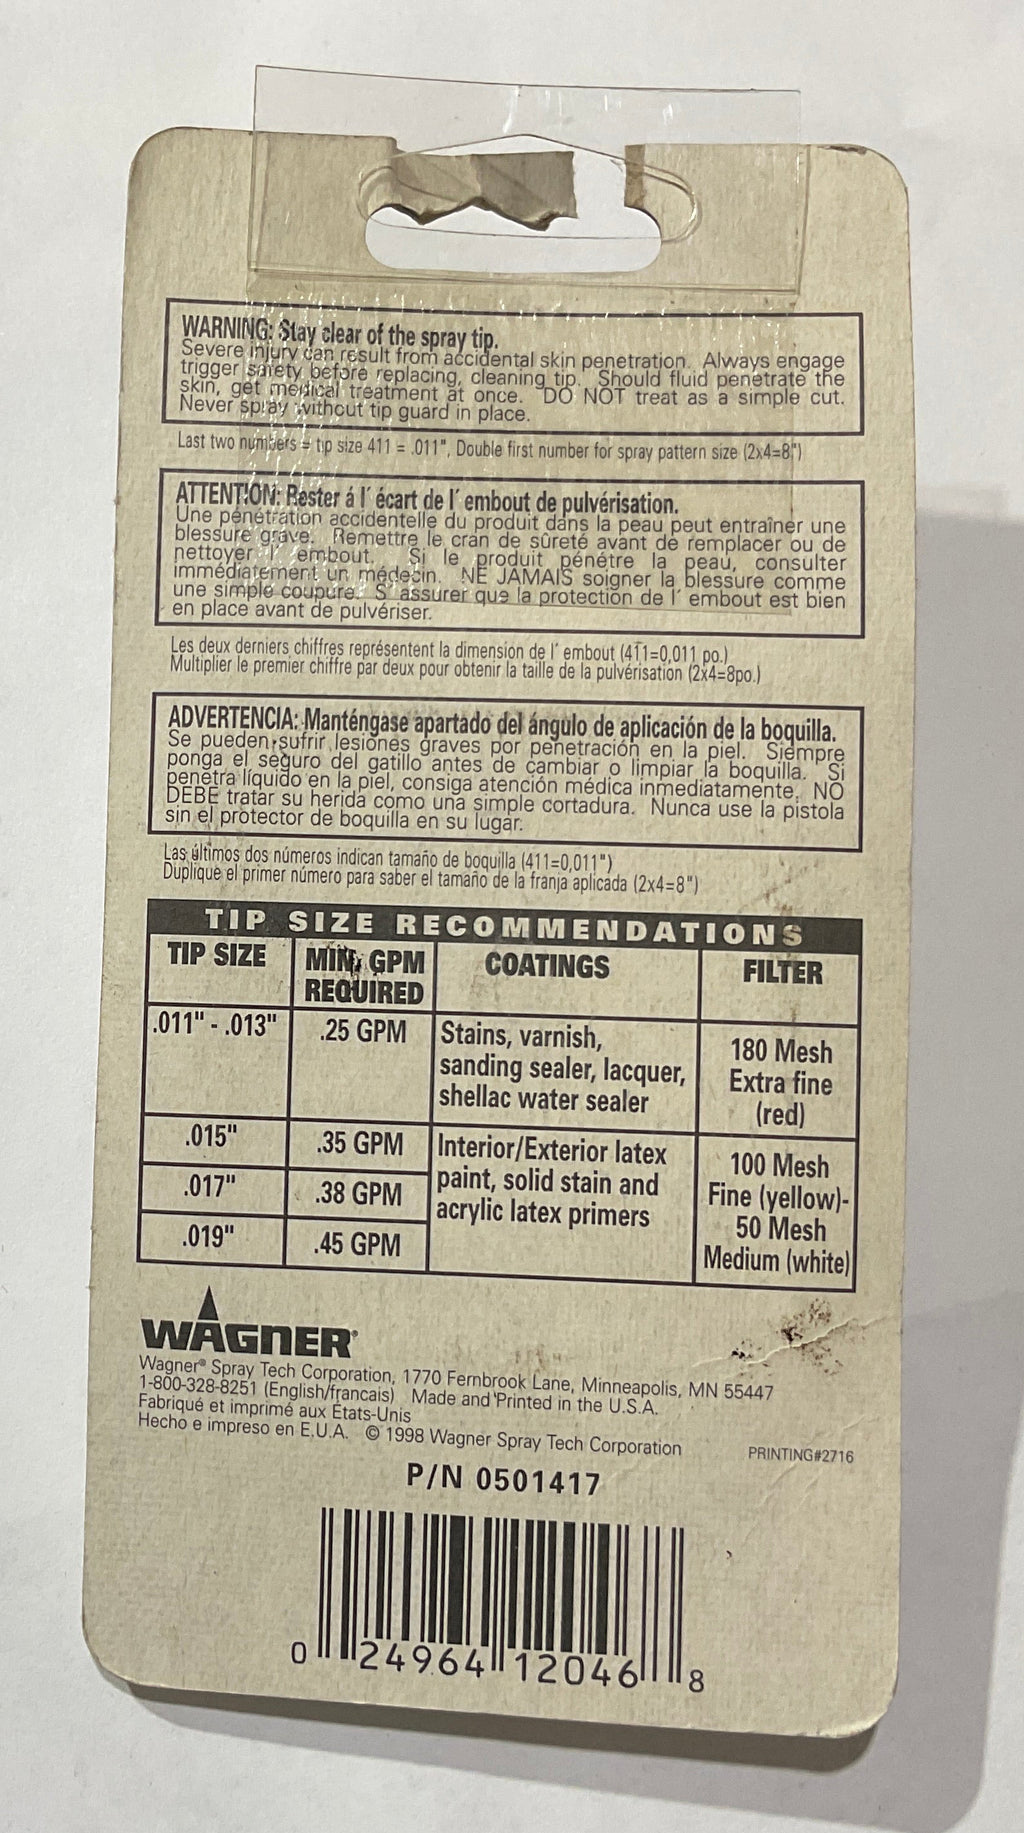 WARNING: Stay clear of the spray tip.
Severe injury can result from accidental skin penetration. Always engage
trigger safety before replacing, cleaning tip. Should fluid penetrate the
skin, get medical treatment at once. DO NOT treat as a simple cut.
Never spray without tip guard in place.
Last two numbers = tip size 411 = .011", Double first number for spray pattern size (2x4=8")
ATTENTION: Rester á l´ écart de l´ embout de pulvérisation.
Une pénétration accidentelle du produit dans la peau peut entraîner une
blessure grave. Remettre le cran de sûreté avant de remplacer ou de
nettoyer l´ embout. Si le produit pénétre la peau, consulter
immédiatement un médecin. NE JAMAIS soigner la blessure comme
une simple coupure. S´ assurer que la protection de l´ embout est bien
en place avant de pulvériser.
Les deux derniers chiffres représentent la dimension de l´ embout (411=0,011 po.)
Multiplier le premier chiffre par deux pour obtenir la taille de la pulvérisation (2x4=8po.)
ADVERTENCIA: Manténgase apartado del ángulo de aplicación de la boquilla.
Se pueden sufrir lesiones graves por penetración en la piel. Siempre
ponga el seguro del gatillo antes de cambiar o limpiar la boquilla. Si
penetra líquido en la piel, consiga atención médica inmediatamente. NO
DEBE tratar su herida como una simple cortadura. Nunca use la pistola
sin el protector de boquilla en su lugar.
Las últimos dos números indican tamaño de boquilla (411=0,011")
Duplique el primer número para saber el tamaño de la franja aplicada (2x4=8")
TIP SIZE RECOMMENDATIONS
TIP SIZE MIN. GPM REQUIRED COATINGS FILTER
.011" - .013" .25 GPM Stains, varnish,
sanding sealer, lacquer,
shellac water sealer
180 Mesh
Extra fine
(red)
.015" .35 GPM
.017" .38 GPM
.019" .45 GPM
Interior/Exterior latex
paint, solid stain and
acrylic latex primers
100 Mesh
Fine (yellow)-
50 Mesh
Medium (white)
WAGNER®
Wagner® Spray Tech Corporation, 1770 Fernbrook Lane, Minneapolis, MN 55447
1-800-328-8251 (English/francais) Made and Printed in the U.S.A.
Fabriqué et imprimé aux États-Unis
Hecho e impreso en E.U.A. © 1998 Wagner Spray Tech Corporation
PRINTING#2716
P/N 0501417
0 24964 12046 8